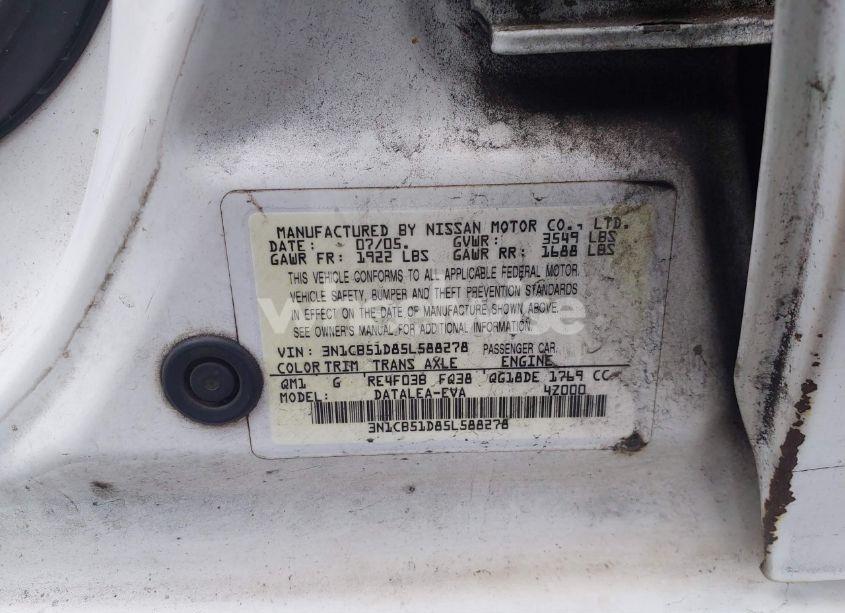 MANUFACTURED BY NISSAN MOTOR CO., LTD.
DATE: 07/05. GVWR: 3549 LBS
GAWR FR: 1922 LBS GAWR RR: 1688 LBS
THIS VEHICLE CONFORMS TO ALL APPLICABLE FEDERAL MOTOR
VEHICLE SAFETY, BUMPER AND THEFT PREVENTION STANDARDS
IN EFFECT ON THE DATE OF MANUFACTURE SHOWN ABOVE.
SEE OWNER'S MANUAL FOR ADDITIONAL INFORMATION.
VIN: 3N1CB51D85L588278 PASSENGER CAR.
COLOR TRIM TRANS AXLE ENGINE
QM1 G RE4F03B FQ38 QG18DE 1769 CC
MODEL: DATALEA-EVA 4Z000
3N1CB51D85L588278